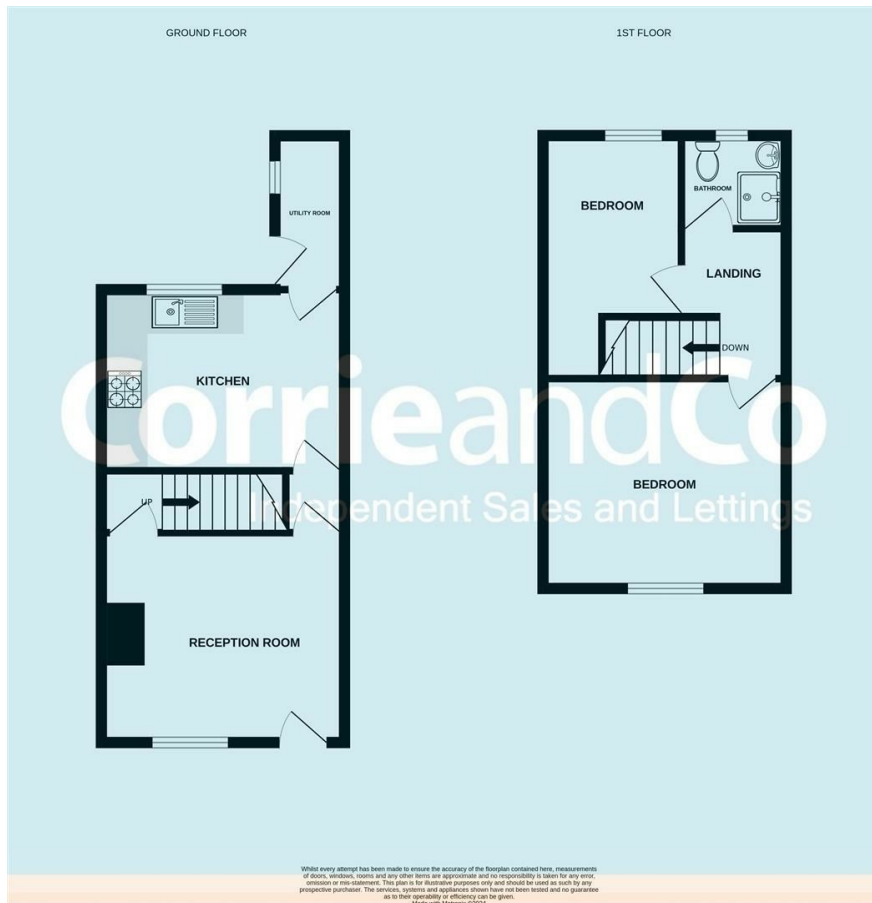 GROUND FLOOR
1ST FLOOR
UTILITY ROOM
BEDROOM
BATHROOM
LANDING
DOWN
KITCHEN
CorrieandCo
Independent Sales and Lettings
UP
BEDROOM
RECEPTION ROOM
Whilst every attempt has been made to ensure the accuracy of the floorplan contained here, measurements
of doors, windows, rooms and any other items are approximate and no responsibility is taken for any error,
omission or mis-statement. This plan is for illustrative purposes only and should be used as such by any
prospective purchaser. The services, systems and appliances shown have not been tested and no guarantee
as to their operability or efficiency can be given.
Made with Metropix ©2024